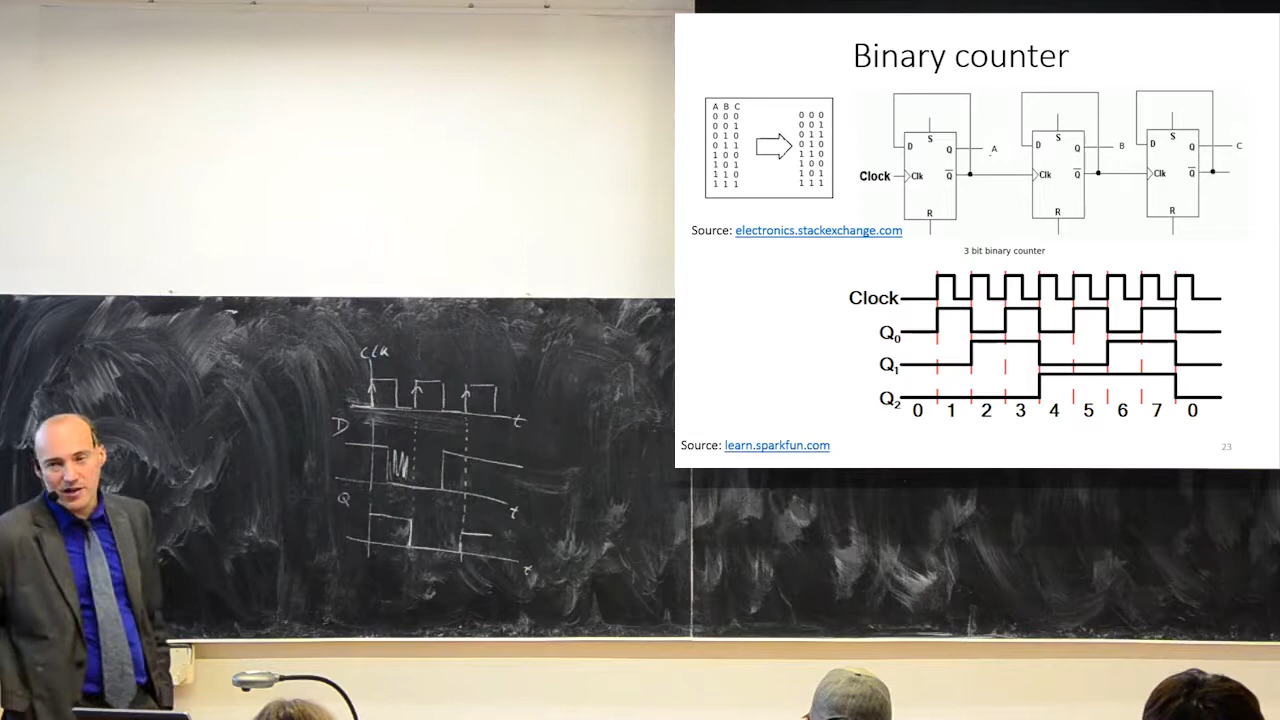 Binary counter
A B C
0 0 0
0 0 1
0 1 0
0 1 1
1 0 0
1 0 1
1 1 0
1 1 1
0 0 0
0 0 1
0 1 1
0 1 0
1 1 0
1 0 0
1 0 1
1 1 1
D S Q A
Clock Clk Q
R
D S Q B
Clk Q
R
D S Q C
Clk Q
R
Source: electronics.stackexchange.com
3 bit binary counter
Clock
Q0
Q1
Q2
0 1 2 3 4 5 6 7 0
Source: learn.sparkfun.com
23
CLK
t
D
t
Q
t